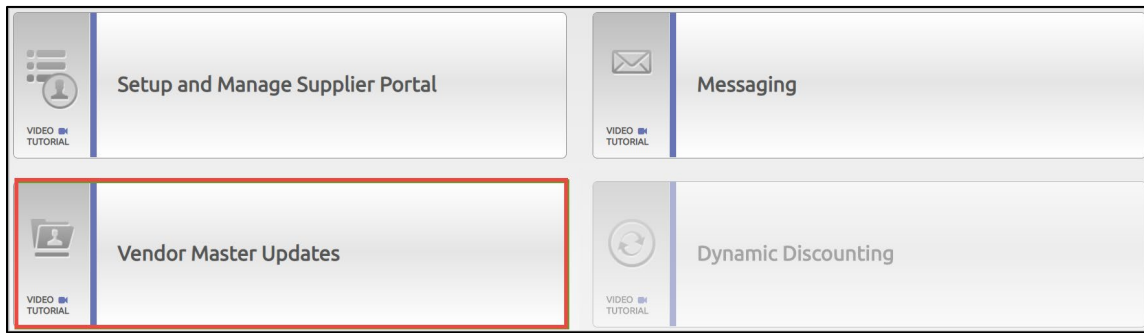 Setup and Manage Supplier Portal
VIDEO
TUTORIAL
Messaging
VIDEO
TUTORIAL
Vendor Master Updates
VIDEO
TUTORIAL
Dynamic Discounting
VIDEO
TUTORIAL